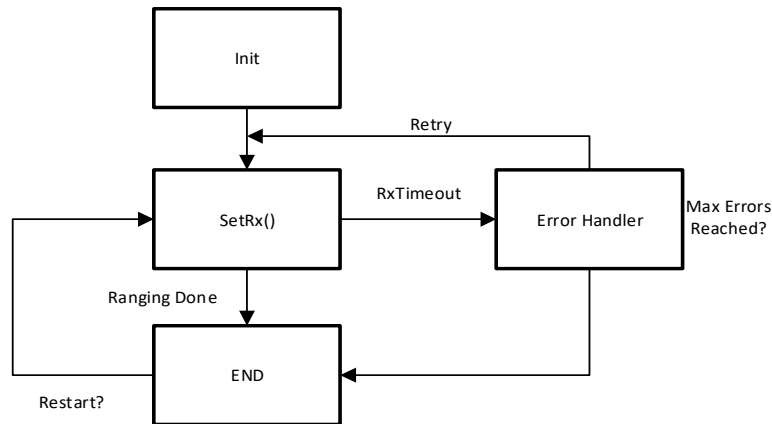 Init
Retry
RxTimeout
SetRx()
Error Handler
Max Errors
Reached?
Ranging Done
END
Restart?